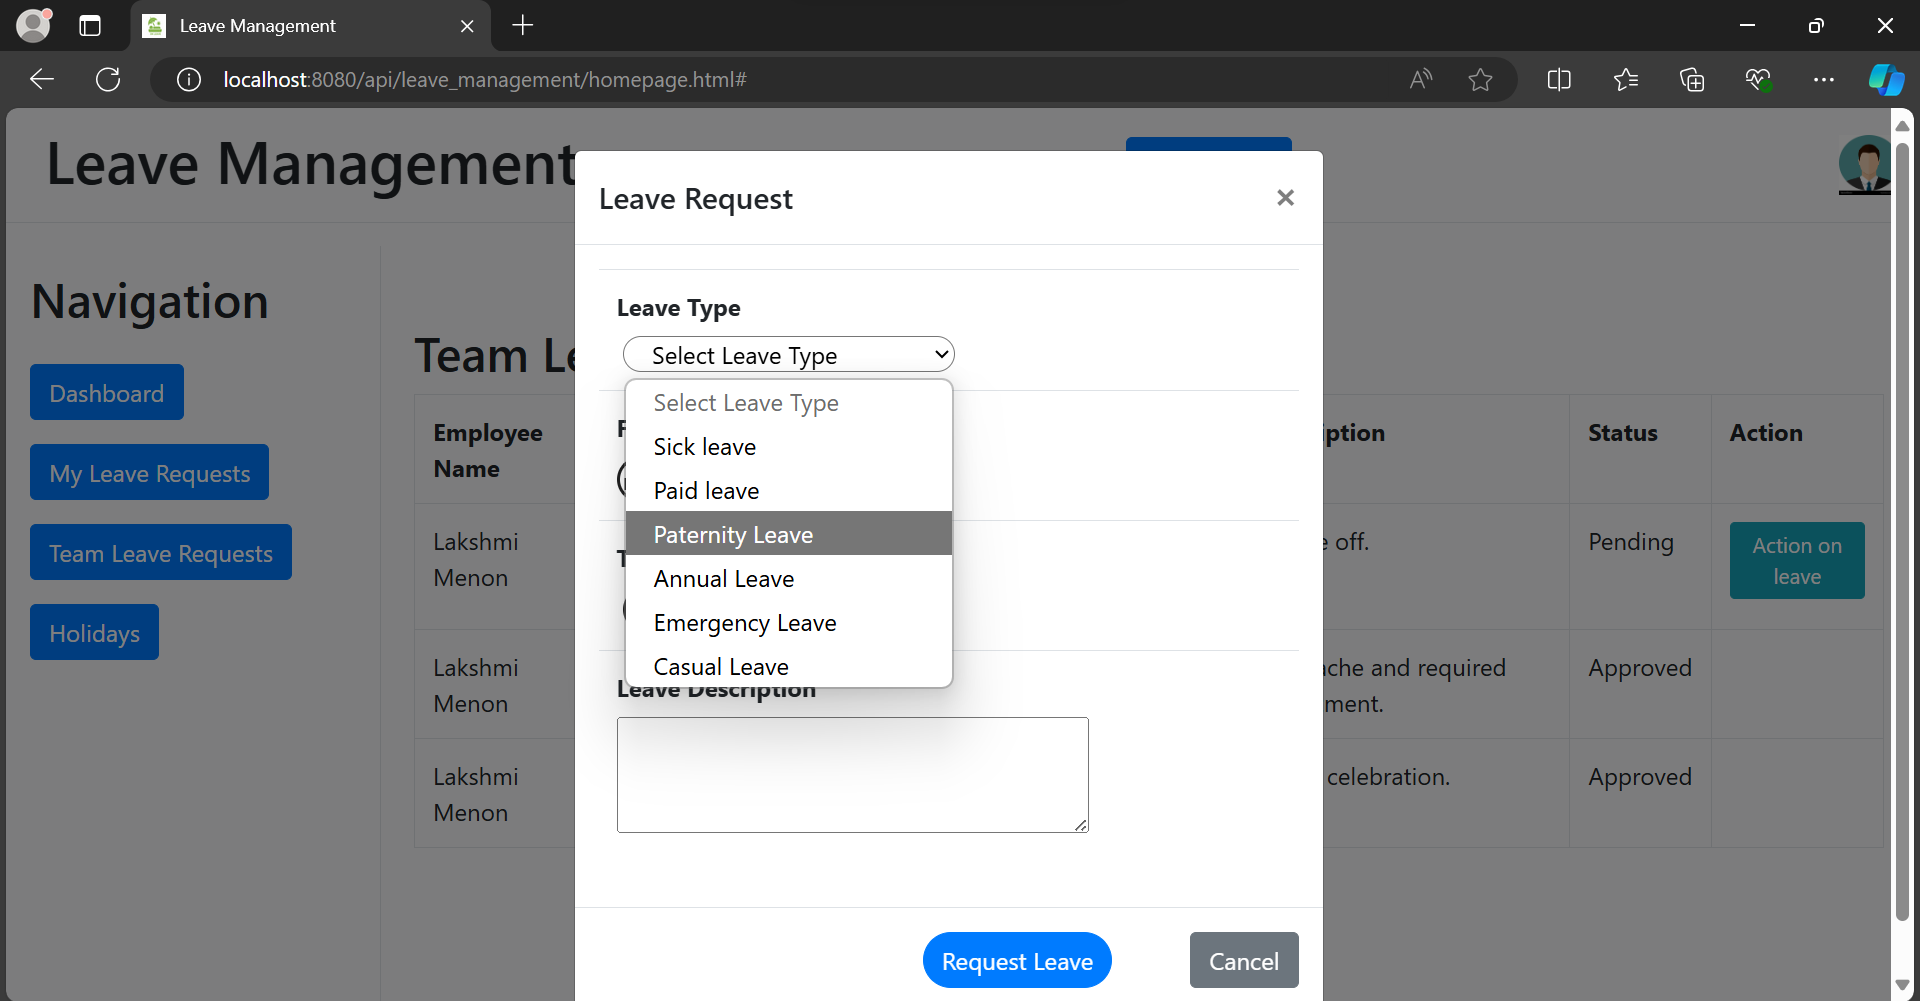 Leave Management
localhost:8080/api/leave_management/homepage.html#
Leave Management
Leave Request
×
Navigation
Dashboard
My Leave Requests
Team Leave Requests
Holidays
Leave Type
Select Leave Type
Select Leave Type
Sick leave
Paid leave
Paternity Leave
Annual Leave
Emergency Leave
Casual Leave
Leave Description
Request Leave
Cancel
Team Le
Employee
Name
iption
Status
Action
Lakshmi
Menon
e off.
Pending
Action on
leave
Lakshmi
Menon
ache and required
ment.
Approved
Lakshmi
Menon
celebration.
Approved